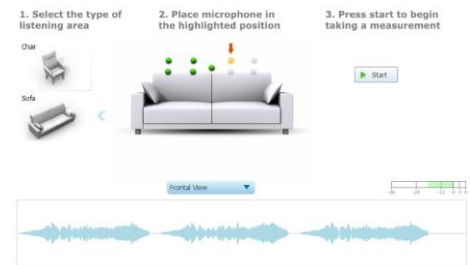 1. Select the type of
listening area
2. Place microphone in
the highlighted position
3. Press start to begin
taking a measurement
Chair
Sofa
Start
Frontal View